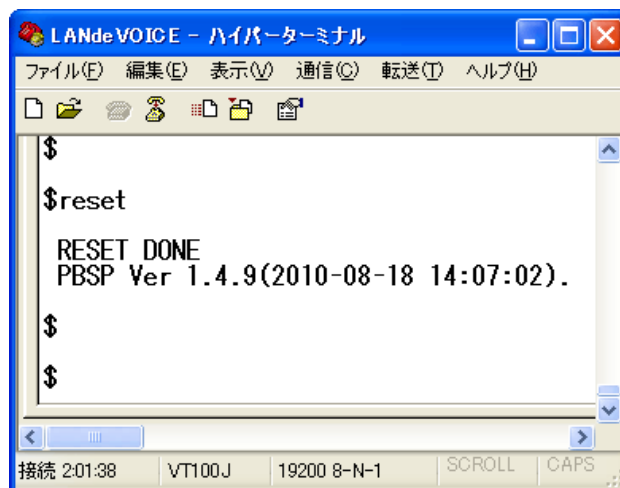 LANdeVOICE - ハイパーターミナル
ファイル(F) 編集(E) 表示(V) 通信(C) 転送(T) ヘルプ(H)
$
$reset
RESET DONE
PBSP Ver 1.4.9(2010-08-18 14:07:02).
$
$
接続 2:01:38 VT100J 19200 8-N-1 SCROLL CAPS